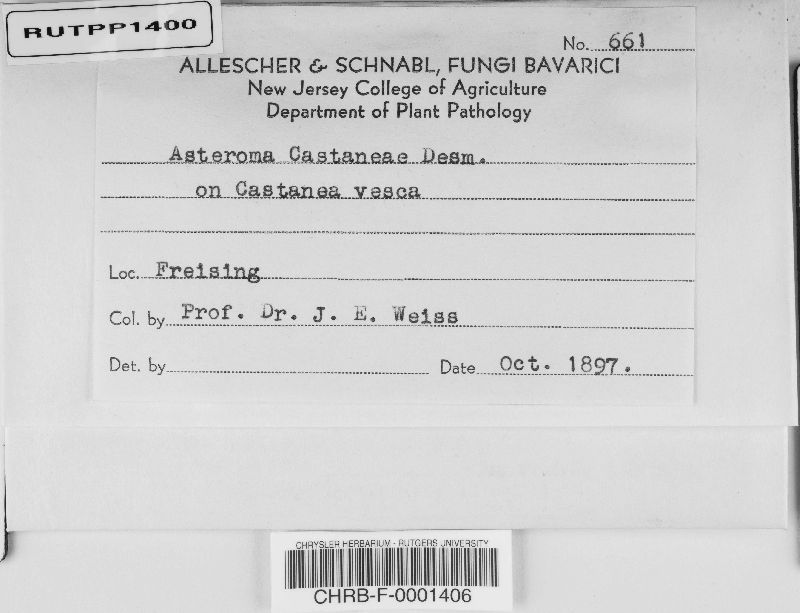 RUTPP1400
No. 661
ALLESCHER & SCHNABL, FUNGI BAVARICI
New Jersey College of Agriculture
Department of Plant Pathology
Asteroma Castaneae Desm.
on Castanea vesca
Loc. Freising
Col. by Prof. Dr. J. E. Weiss
Det. by
Date Oct. 1897.
CHRYSLER HERBARIUM - RUTGERS UNIVERSITY
CHRB-F-0001406